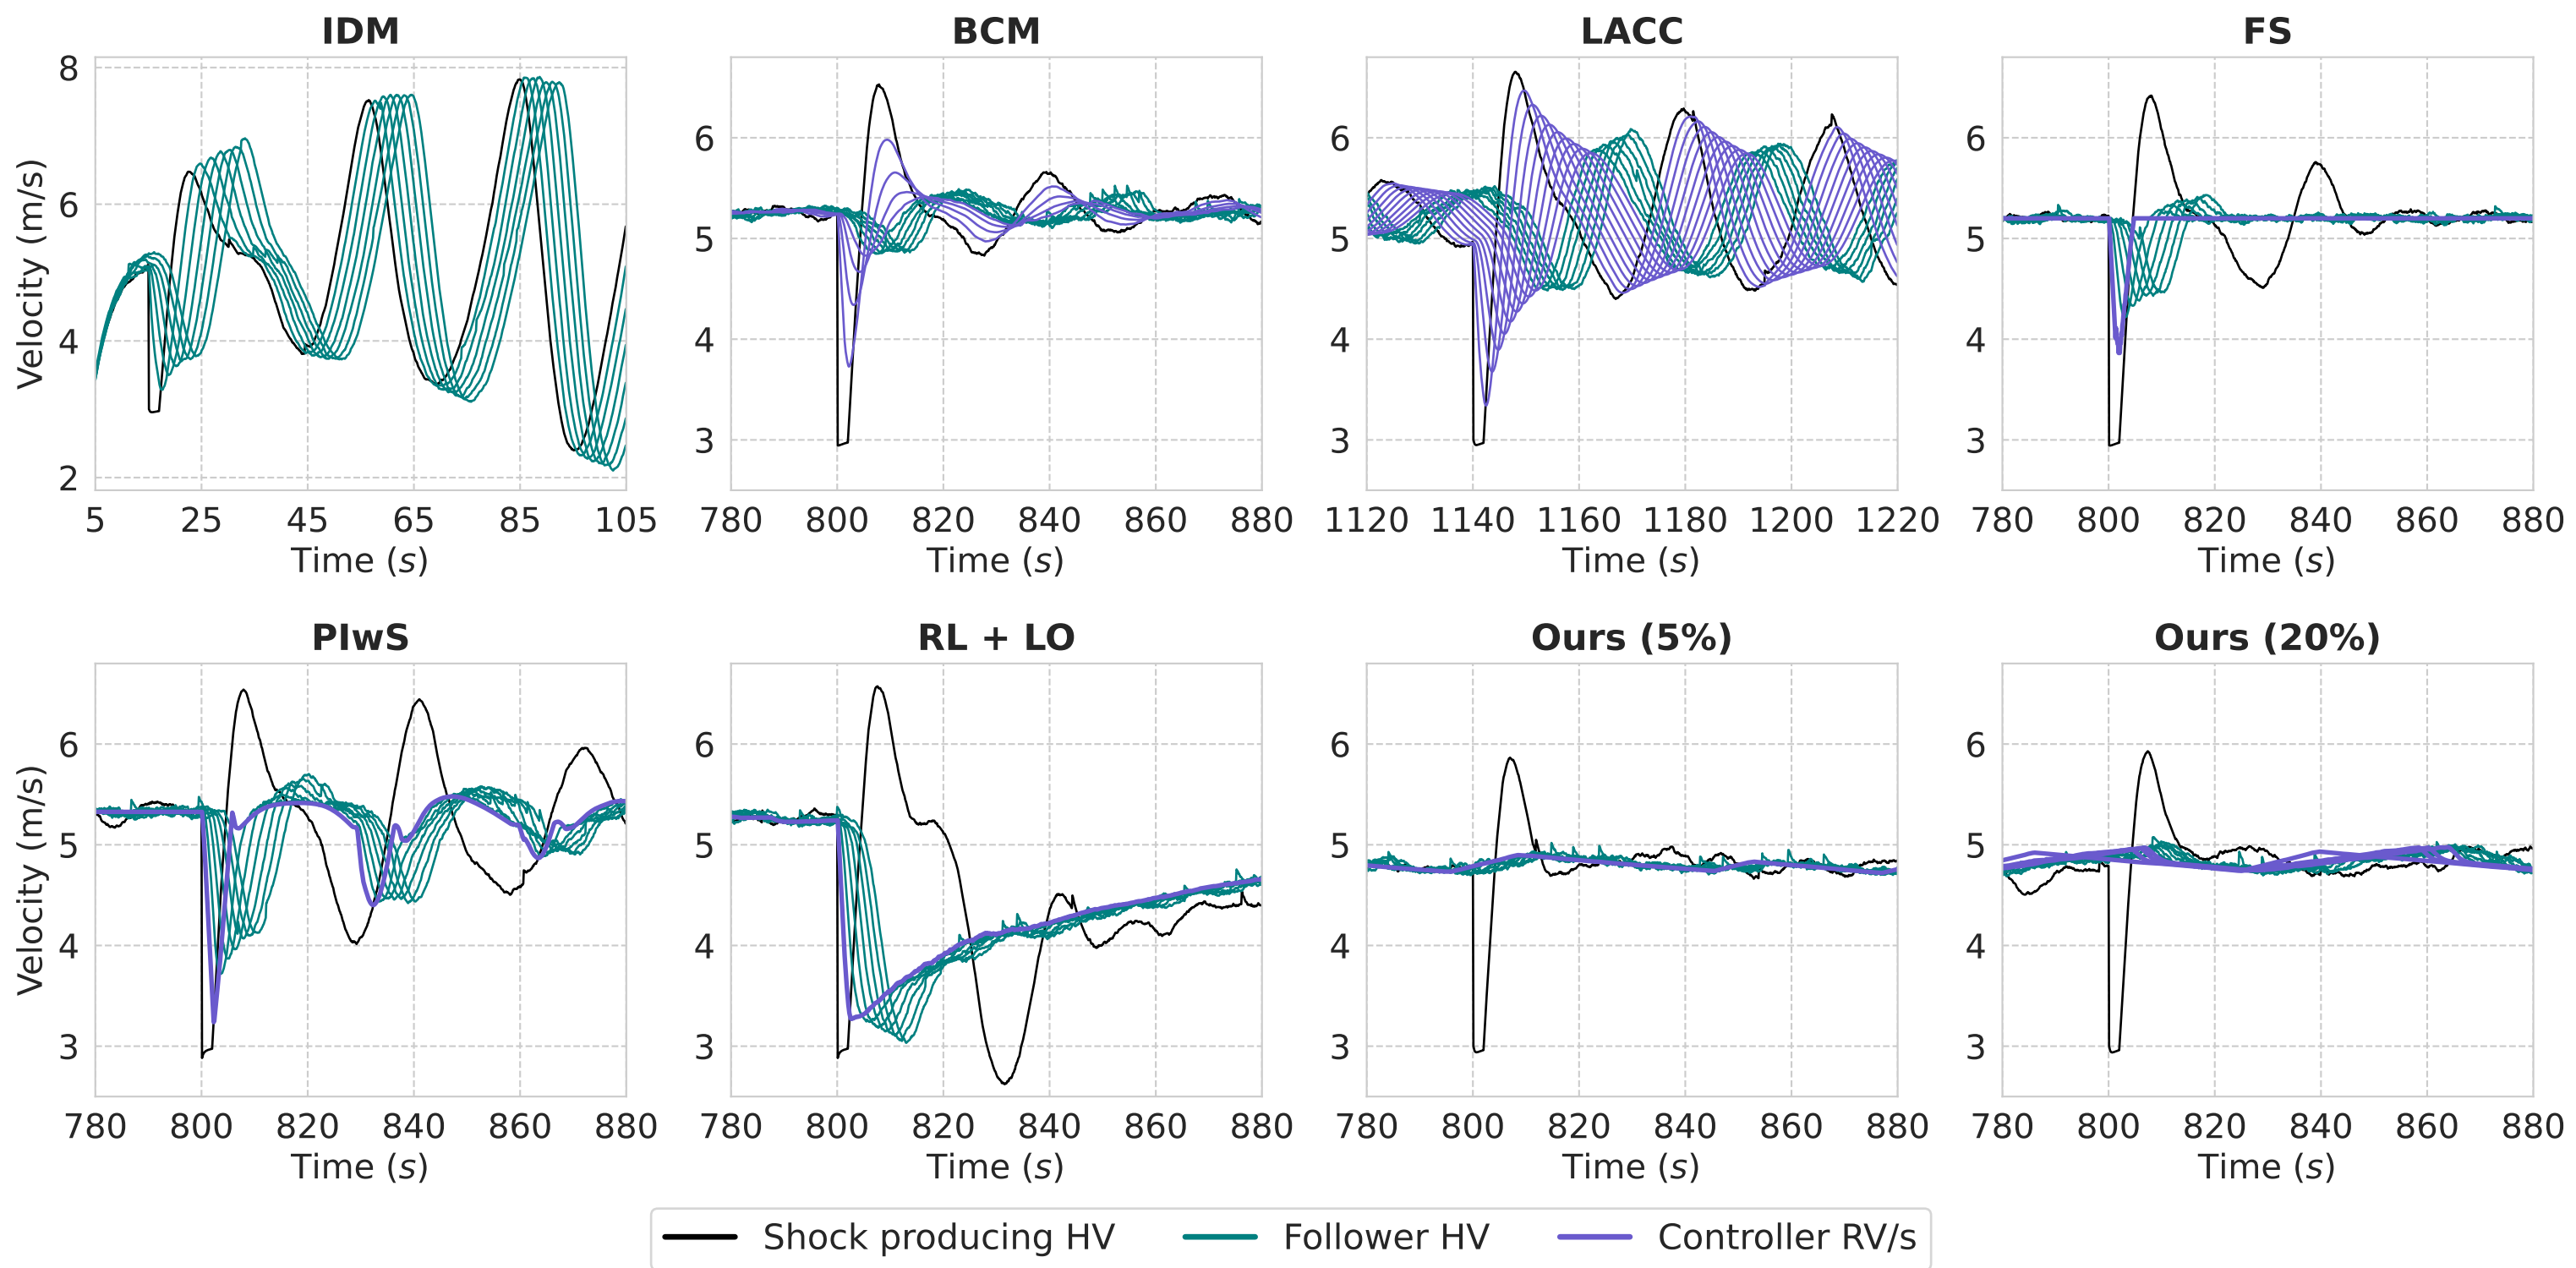 IDM
BCM
LACC
FS
Velocity (m/s)
8
6
4
2
5 25 45 65 85 105
Time (s)
6
5
4
3
780 800 820 840 860 880
Time (s)
6
5
4
3
1120 1140 1160 1180 1200 1220
Time (s)
6
5
4
3
780 800 820 840 860 880
Time (s)
PIwS
RL + LO
Ours (5%)
Ours (20%)
Velocity (m/s)
6
5
4
3
780 800 820 840 860 880
Time (s)
6
5
4
3
780 800 820 840 860 880
Time (s)
6
5
4
3
780 800 820 840 860 880
Time (s)
6
5
4
3
780 800 820 840 860 880
Time (s)
Shock producing HV
Follower HV
Controller RV/s